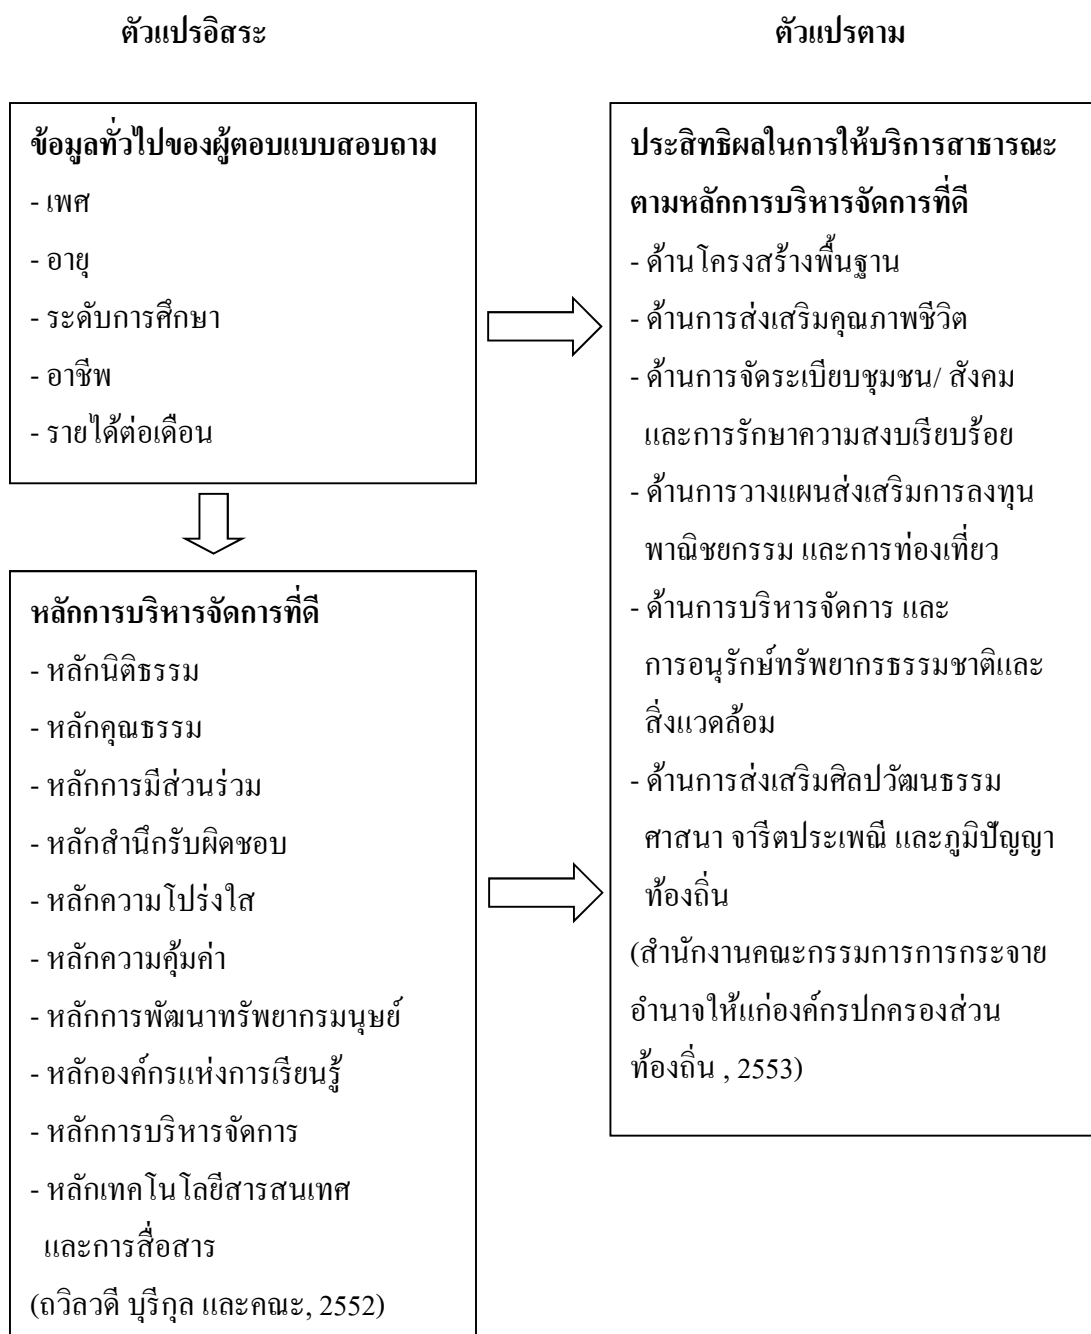 ตัวแปรอิสระ
ตัวแปรตาม
ข้อมูลทั่วไปของผู้ตอบแบบสอบถาม
- เพศ
- อายุ
- ระดับการศึกษา
- อาชีพ
- รายได้ต่อเดือน
หลักการบริหารจัดการที่ดี
- หลักนิติธรรม
- หลักคุณธรรม
- หลักการมีส่วนร่วม
- หลักสำนึกรับผิดชอบ
- หลักความโปร่งใส
- หลักความคุ้มค่า
- หลักการพัฒนาทรัพยากรมนุษย์
- หลักองค์กรแห่งการเรียนรู้
- หลักการบริหารจัดการ
- หลักเทคโนโลยีสารสนเทศ
และการสื่อสาร
(ถวิลวดี บุรีกุล และคณะ, 2552)
ประสิทธิผลในการให้บริการสาธารณะ
ตามหลักการบริหารจัดการที่ดี
- ด้านโครงสร้างพื้นฐาน
- ด้านการส่งเสริมคุณภาพชีวิต
- ด้านการจัดระเบียบชุมชน/ สังคม
และการรักษาความสงบเรียบร้อย
- ด้านการวางแผนส่งเสริมการลงทุน
พาณิชยกรรม และการท่องเที่ยว
- ด้านการบริหารจัดการ และ
การอนุรักษ์ทรัพยากรธรรมชาติและ
สิ่งแวดล้อม
- ด้านการส่งเสริมศิลปวัฒนธรรม
ศาสนา จารีตประเพณี และภูมิปัญญา
ท้องถิ่น
(สำนักงานคณะกรรมการการกระจาย
อำนาจให้แก่องค์กรปกครองส่วน
ท้องถิ่น , 2553)